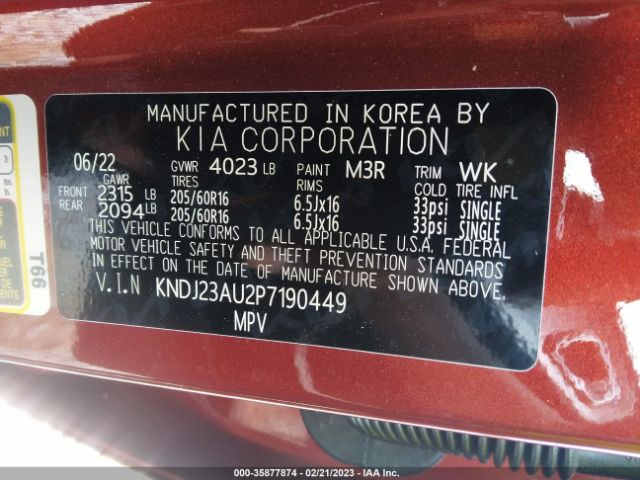 MANUFACTURED IN KOREA BY
KIA CORPORATION
06/22 GVWR 4023 LB PAINT M3R TRIM WK
GAWR TIRES RIMS COLD TIRE INFL
FRONT 2315 LB 205/60R16 6.5Jx16 33psi SINGLE
REAR 2094 LB 205/60R16 6.5Jx16 33psi SINGLE
THIS VEHICLE CONFORMS TO ALL APPLICABLE U.S.A. FEDERAL
MOTOR VEHICLE SAFETY AND THEFT PREVENTION STANDARDS
IN EFFECT ON THE DATE OF MANUFACTURE SHOWN ABOVE.
V.I.N KNDJ23AU2P7190449
MPV
T66
NT
3
lbs.
000-35877874 - 02/21/2023 - IAA Inc.